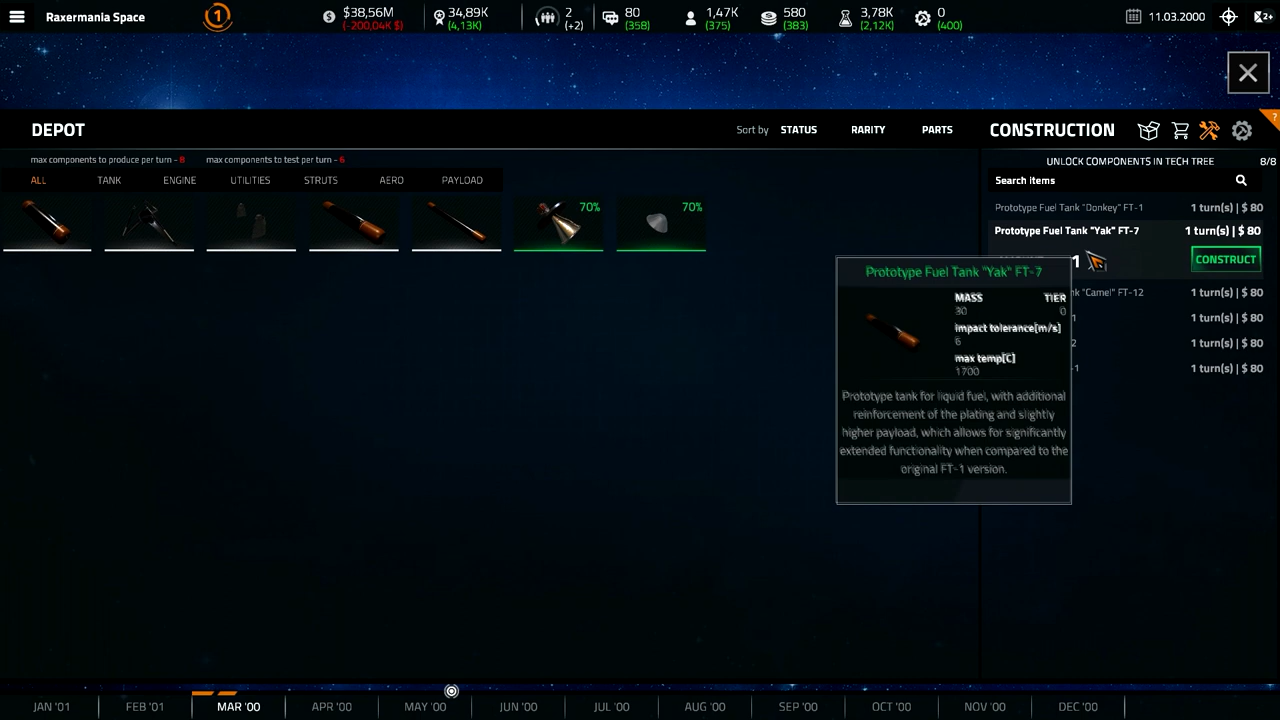 Raxermania Space
1
$38,56M
(-200,04K $)
34,89K
(4,13K)
2
(+2)
80
(358)
1,47K
(375)
580
(383)
3,78K
(2,12K)
0
(400)
11.03.2000
2+
DEPOT
Sort by STATUS RARITY PARTS
CONSTRUCTION
?
max components to produce per turn - 8
max components to test per turn - 6
UNLOCK COMPONENTS IN TECH TREE 8/8
ALL TANK ENGINE UTILITIES STRUTS AERO PAYLOAD
Search items
70%
70%
Prototype Fuel Tank "Donkey" FT-1 1 turn(s) | $ 80
Prototype Fuel Tank "Yak" FT-7 1 turn(s) | $ 80
1
CONSTRUCT
Prototype Fuel Tank "Yak" FT-7
MASS TIER
30 0
impact tolerance[m/s]
6
max temp[C]
1700
Prototype tank for liquid fuel, with additional
reinforcement of the plating and slightly
higher payload, which allows for significantly
extended functionality when compared to the
original FT-1 version.
"Camel" FT-12 1 turn(s) | $ 80
1 1 turn(s) | $ 80
2 1 turn(s) | $ 80
-1 1 turn(s) | $ 80
JAN '01 FEB '01 MAR '00 APR '00 MAY '00 JUN '00 JUL '00 AUG '00 SEP '00 OCT '00 NOV '00 DEC '00